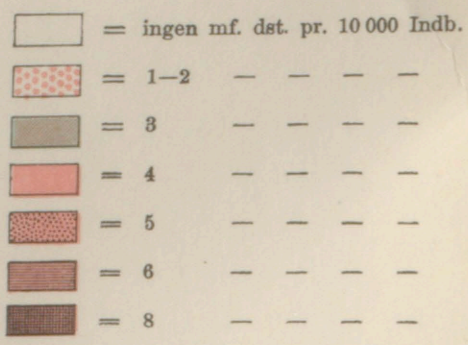 = ingen mf. dst. pr. 10 000 Indb.
= 1—2 — — — —
= 3 — — — —
= 4 — — — —
= 5 — — — —
= 6 — — — —
= 8 — — — —